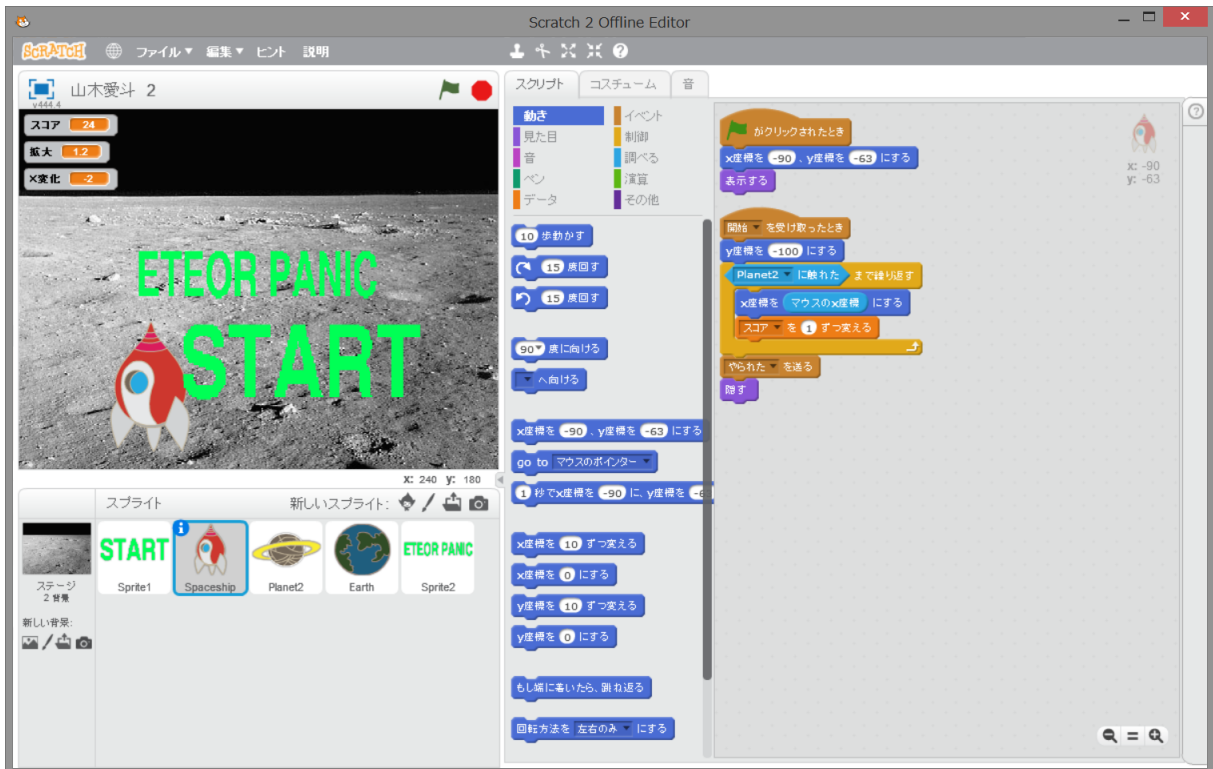 Scratch 2 Offline Editor
SCRATCH
ファイル 編集 ヒント 説明
v444.4
山木愛斗 2
スコア 24
拡大 1.2
X変化 -2
ETEOR PANIC
START
x: 240 y: 180
スプライト 新しいスプライト:
ステージ
2 背景
新しい背景:
START
ETEOR PANIC
Sprite1 Spaceship Planet2 Earth Sprite2
スクリプト コスチューム 音
動き イベント
見た目 制御
音 調べる
ペン 演算
データ その他
10 歩動かす
15 度回す
15 度回す
90 度に向ける
へ向ける
x座標を -90 、y座標を -63 にする
go to マウスのポインター
1 秒でx座標を -90 に、y座標を
x座標を 10 ずつ変える
x座標を 0 にする
y座標を 10 ずつ変える
y座標を 0 にする
もし端に着いたら、跳ね返る
回転方法を 左右のみ にする
がクリックされたとき
x座標を -90 、y座標を -63 にする
表示する
開始 を受け取ったとき
y座標を -100 にする
Planet2 に触れた まで繰り返す
x座標を マウスのx座標 にする
スコア を 1 ずつ変える
やられた を送る
隠す
x: -90
y: -63